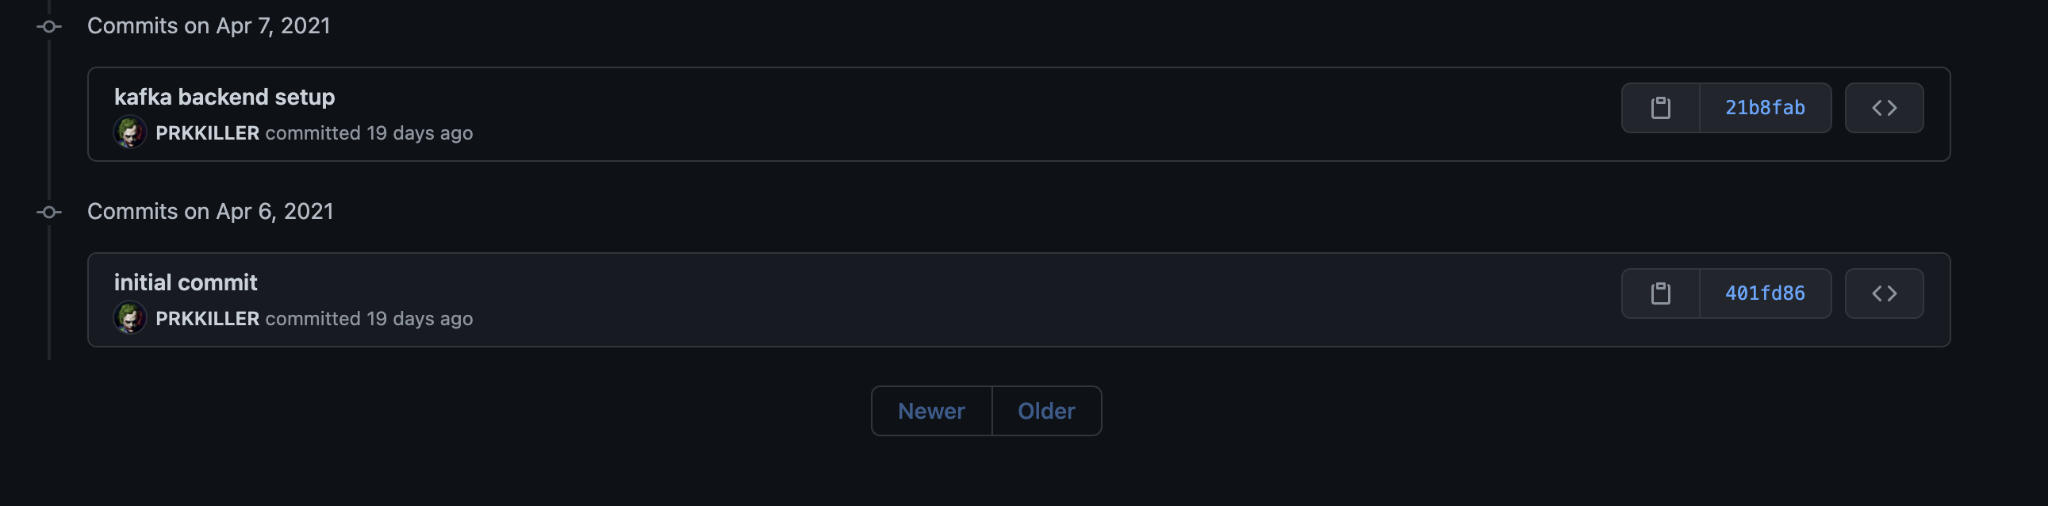 Commits on Apr 7, 2021
kafka backend setup
21b8fab
PRKKILLER committed 19 days ago
Commits on Apr 6, 2021
initial commit
401fd86
PRKKILLER committed 19 days ago
Newer Older